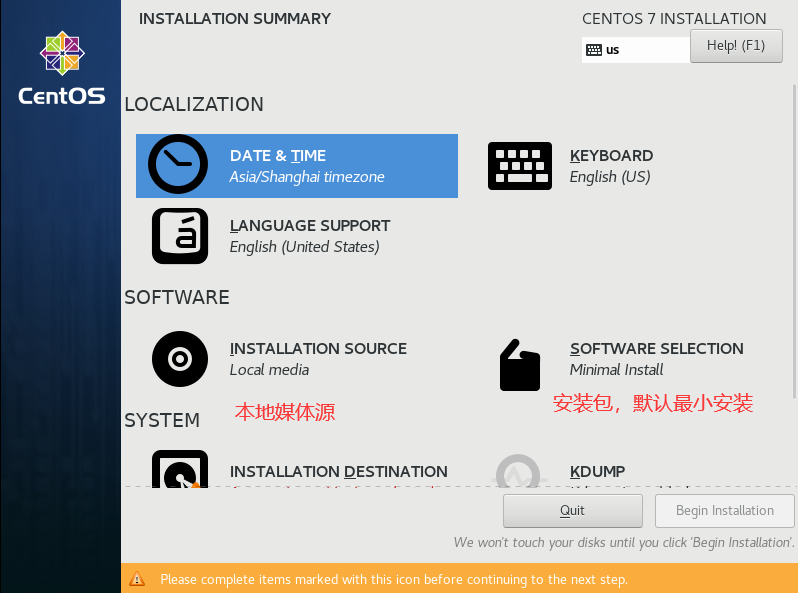 INSTALLATION SUMMARY
CENTOS 7 INSTALLATION
us
Help! (F1)
CentOS
LOCALIZATION
DATE & TIME
Asia/Shanghai timezone
KEYBOARD
English (US)
LANGUAGE SUPPORT
English (United States)
SOFTWARE
INSTALLATION SOURCE
Local media
SOFTWARE SELECTION
Minimal Install
本地媒体源
安装包，默认最小安装
SYSTEM
INSTALLATION DESTINATION
KDUMP
Quit
Begin Installation
We won't touch your disks until you click 'Begin Installation'.
Please complete items marked with this icon before continuing to the next step.